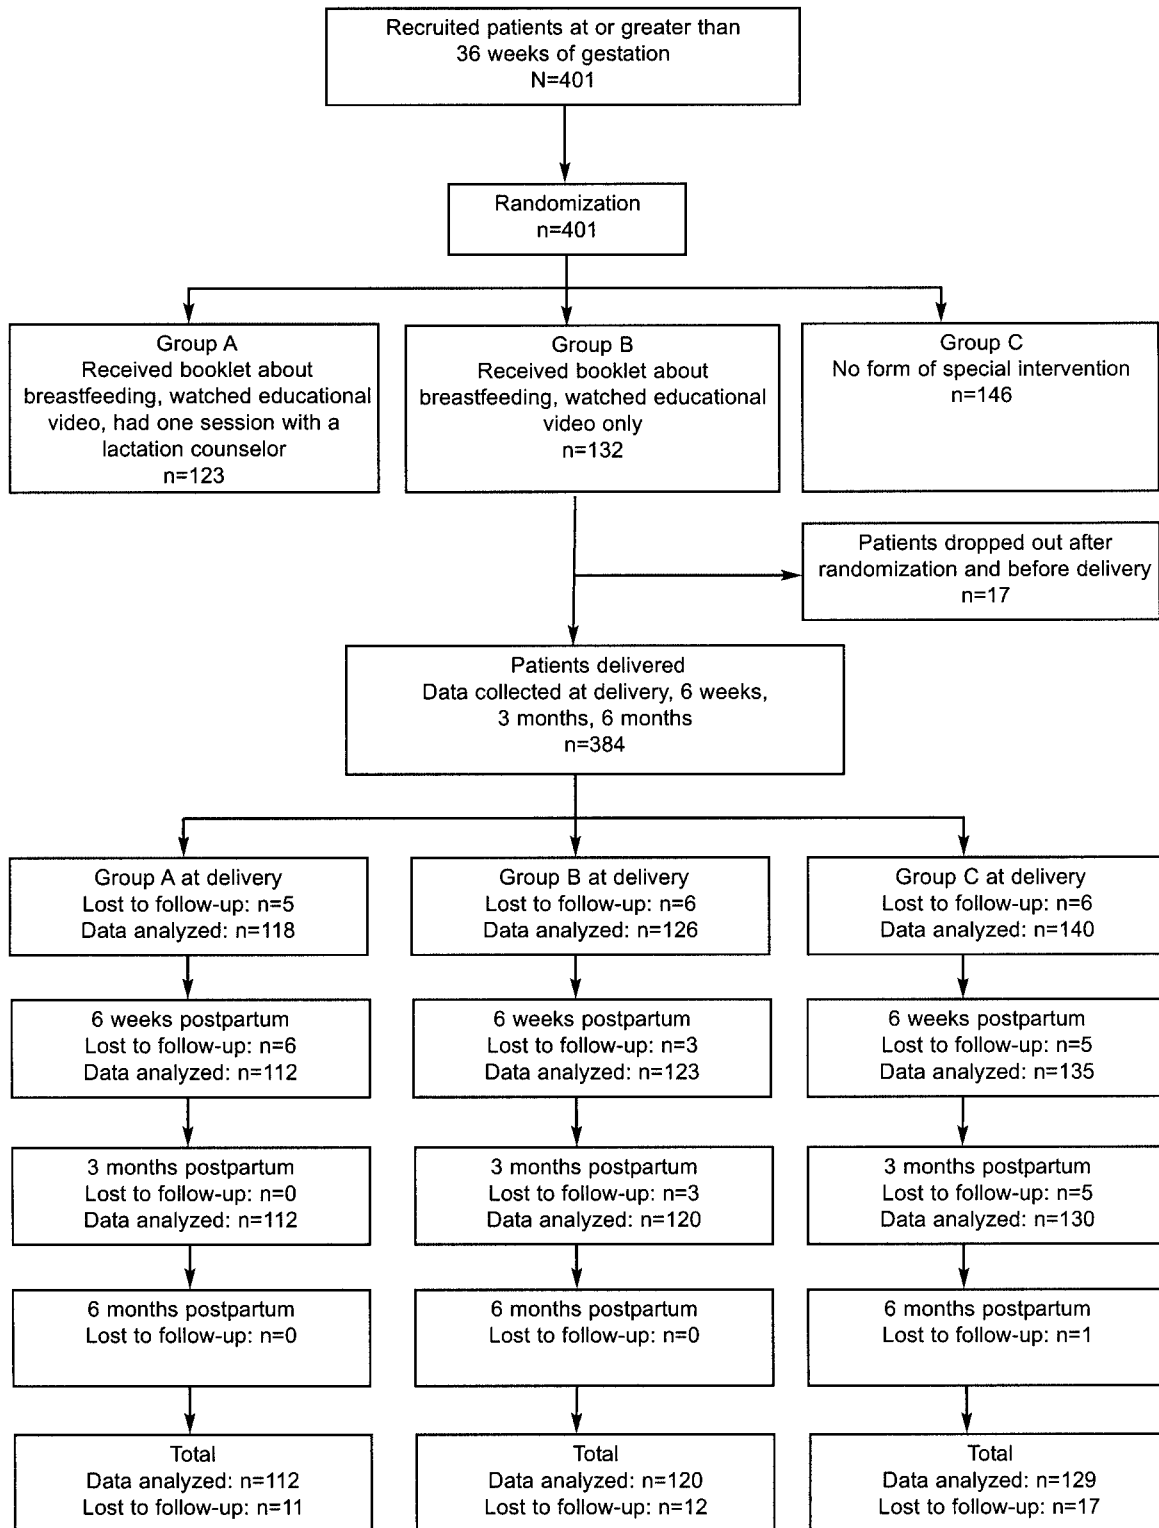 Recruited patients at or greater than
36 weeks of gestation
N=401
Randomization
n=401
Group A
Received booklet about
breastfeeding, watched educational
video, had one session with a
lactation counselor
n=123
Group B
Received booklet about
breastfeeding, watched educational
video only
n=132
Group C
No form of special intervention
n=146
Patients dropped out after
randomization and before delivery
n=17
Patients delivered
Data collected at delivery, 6 weeks,
3 months, 6 months
n=384
Group A at delivery
Lost to follow-up: n=5
Data analyzed: n=118
Group B at delivery
Lost to follow-up: n=6
Data analyzed: n=126
Group C at delivery
Lost to follow-up: n=6
Data analyzed: n=140
6 weeks postpartum
Lost to follow-up: n=6
Data analyzed: n=112
6 weeks postpartum
Lost to follow-up: n=3
Data analyzed: n=123
6 weeks postpartum
Lost to follow-up: n=5
Data analyzed: n=135
3 months postpartum
Lost to follow-up: n=0
Data analyzed: n=112
3 months postpartum
Lost to follow-up: n=3
Data analyzed: n=120
3 months postpartum
Lost to follow-up: n=5
Data analyzed: n=130
6 months postpartum
Lost to follow-up: n=0
6 months postpartum
Lost to follow-up: n=0
6 months postpartum
Lost to follow-up: n=1
Total
Data analyzed: n=112
Lost to follow-up: n=11
Total
Data analyzed: n=120
Lost to follow-up: n=12
Total
Data analyzed: n=129
Lost to follow-up: n=17